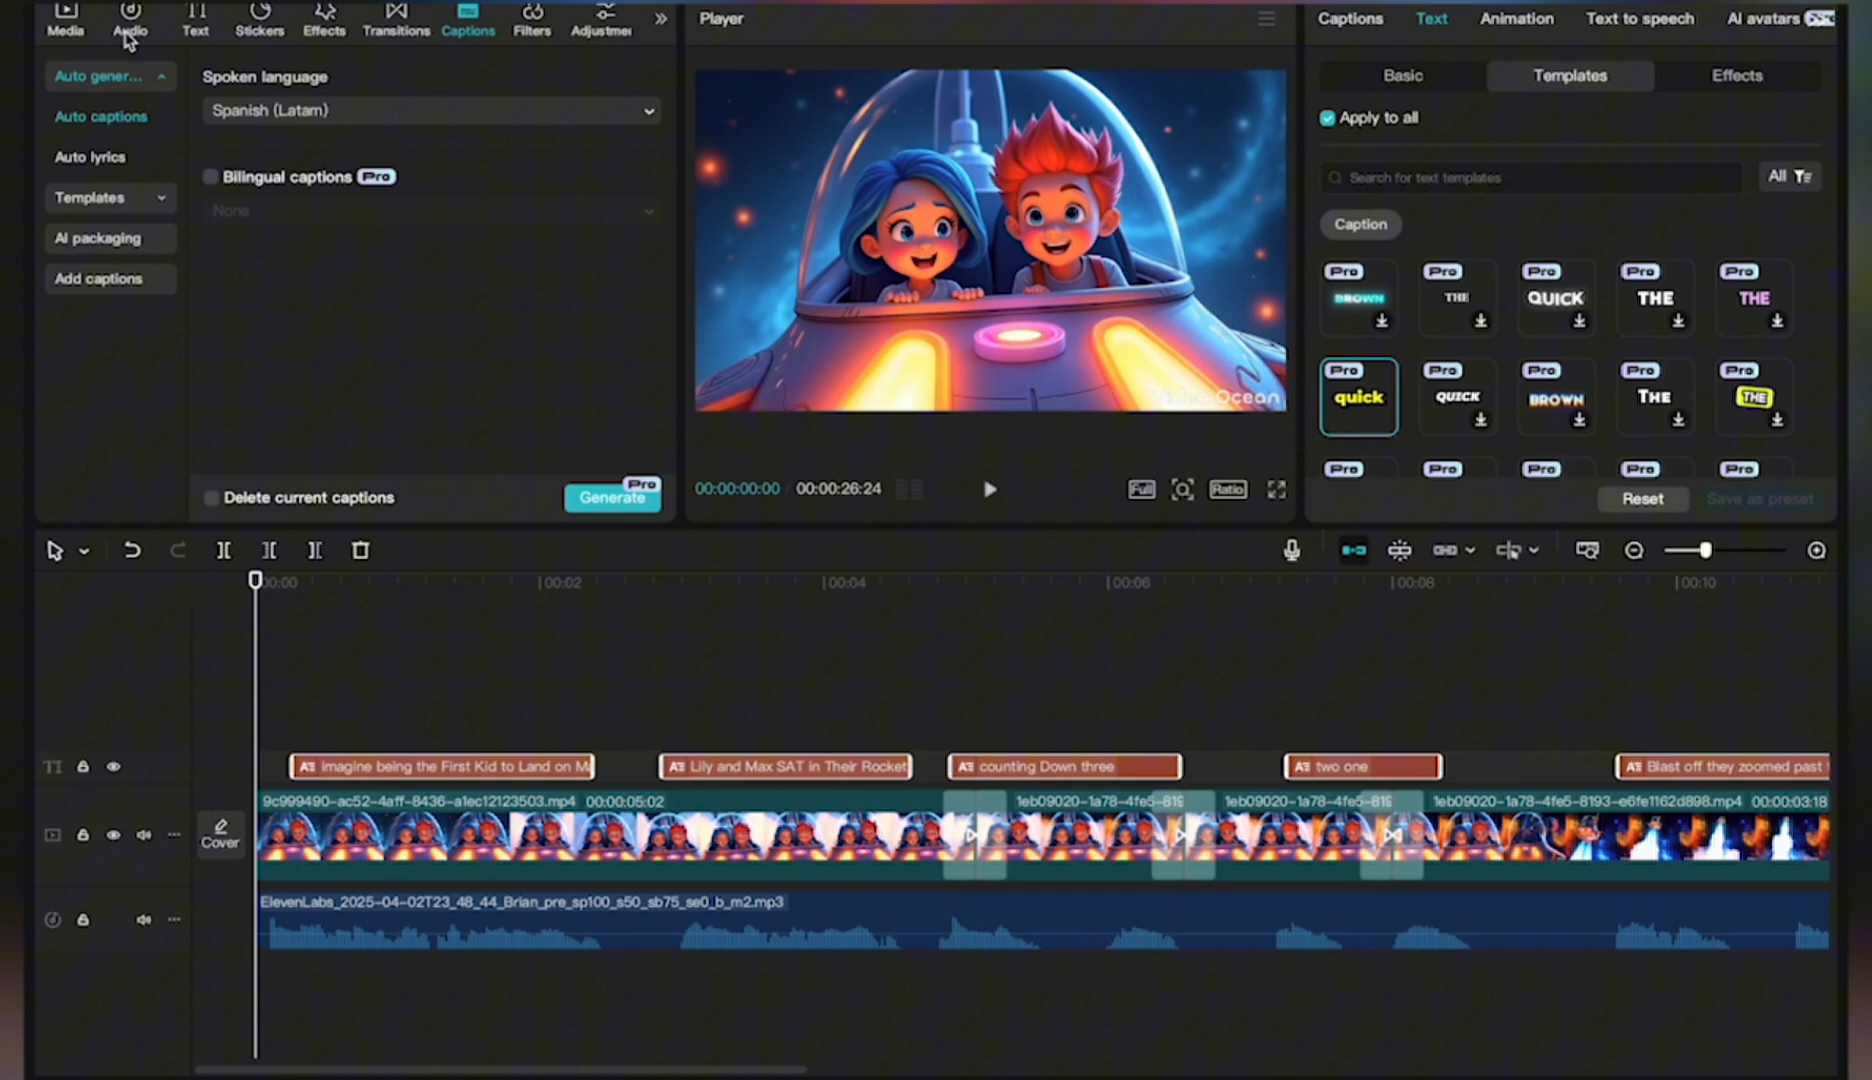 Media Audio Text Stickers Effects Transitions Captions Filters Adjustmer
Player
Captions Text Animation Text to speech AI avatars
Auto gener...
Auto captions
Auto lyrics
Templates
AI packaging
Add captions
Spoken language
Spanish (Latam)
Bilingual captions Pro
None
Delete current captions
Pro
Generate
Video Ocean
00:00:00:00 00:00:26:24
Full Ratio
Basic Templates Effects
Apply to all
Search for text templates
All
Caption
Pro Pro Pro Pro Pro
BROWN THE QUICK THE THE
Pro Pro Pro Pro Pro
quick QUICK BROWN THE THE
Pro Pro Pro Pro Pro
Reset Save as preset
00:00 00:02 00:04 00:06 00:08 00:10
TI
imagine being the First Kid to Land on Ma
Lily and Max SAT in Their Rocket
counting Down three
two one
Blast off they zoomed past
Cover
9c999490-ac52-4aff-8436-a1ec12123503.mp4 00:00:05:02
1eb09020-1a78-4fe5-819
1eb09020-1a78-4fe5-819
1eb09020-1a78-4fe5-8193-e6fe1162d898.mp4 00:00:03:18
ElevenLabs_2025-04-02T23_48_44_Brian_pre_sp100_s50_sb75_se0_b_m2.mp3